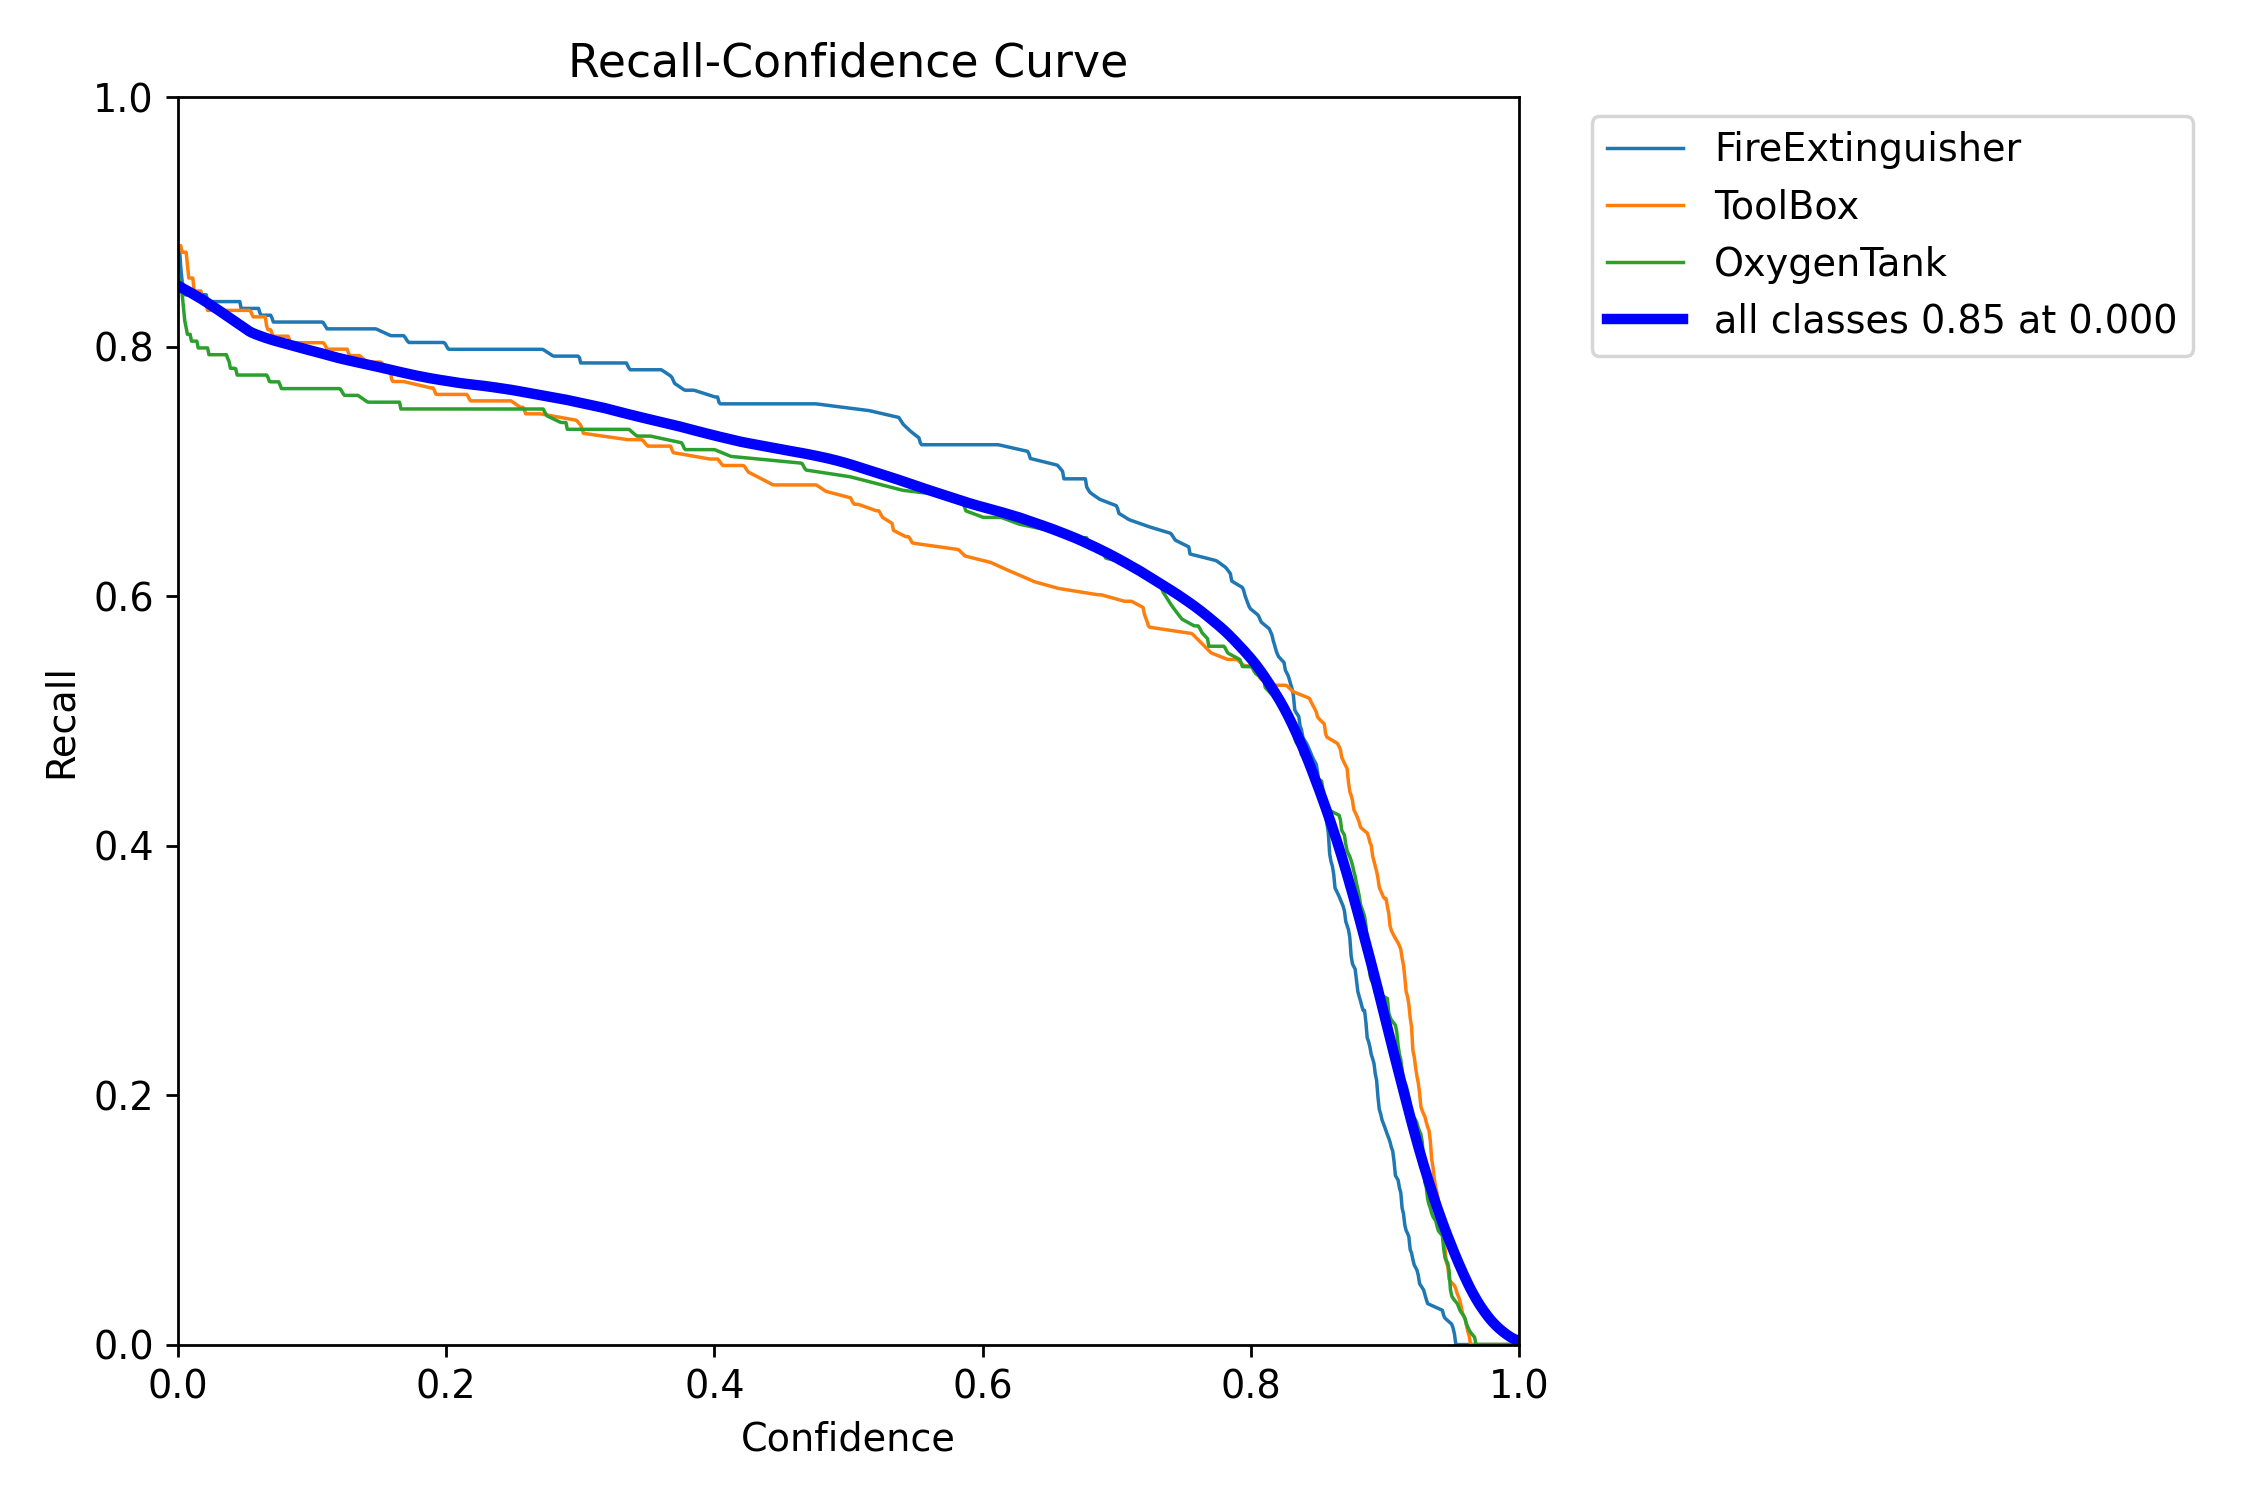 Recall-Confidence Curve
1.0
0.8
0.6
0.4
0.2
0.0
Recall
0.0 0.2 0.4 0.6 0.8 1.0
Confidence
FireExtinguisher
ToolBox
OxygenTank
all classes 0.85 at 0.000